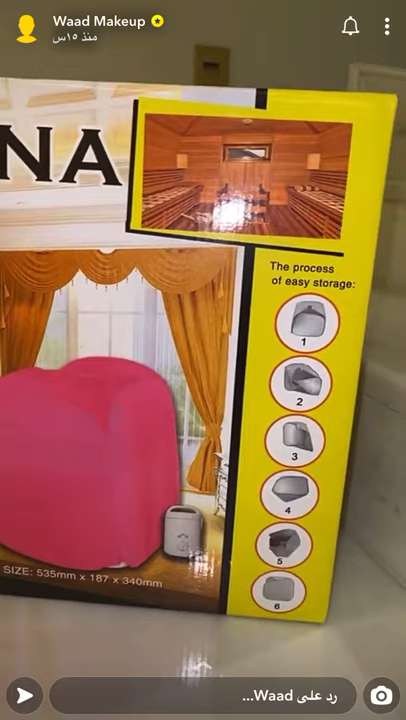 Waad Makeup
منذ ١٥س
NA
The process
of easy storage:
1
2
3
4
5
6
SIZE: 535mm x 187 x 340mm
رد على Waad...